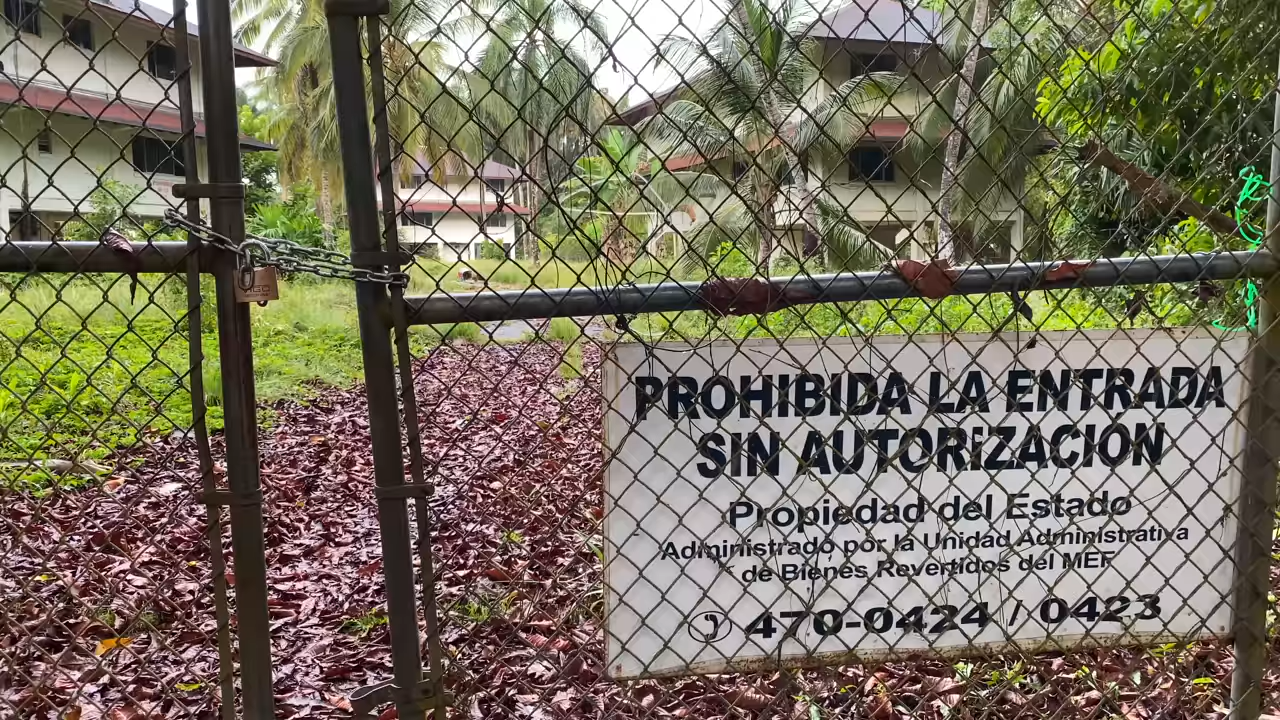 PROHIBIDA LA ENTRADA
SIN AUTORIZACION
Propiedad del Estado
Administrado por la Unidad Administrativa
de Bienes Revertidos del MEF
470-0424 / 0423